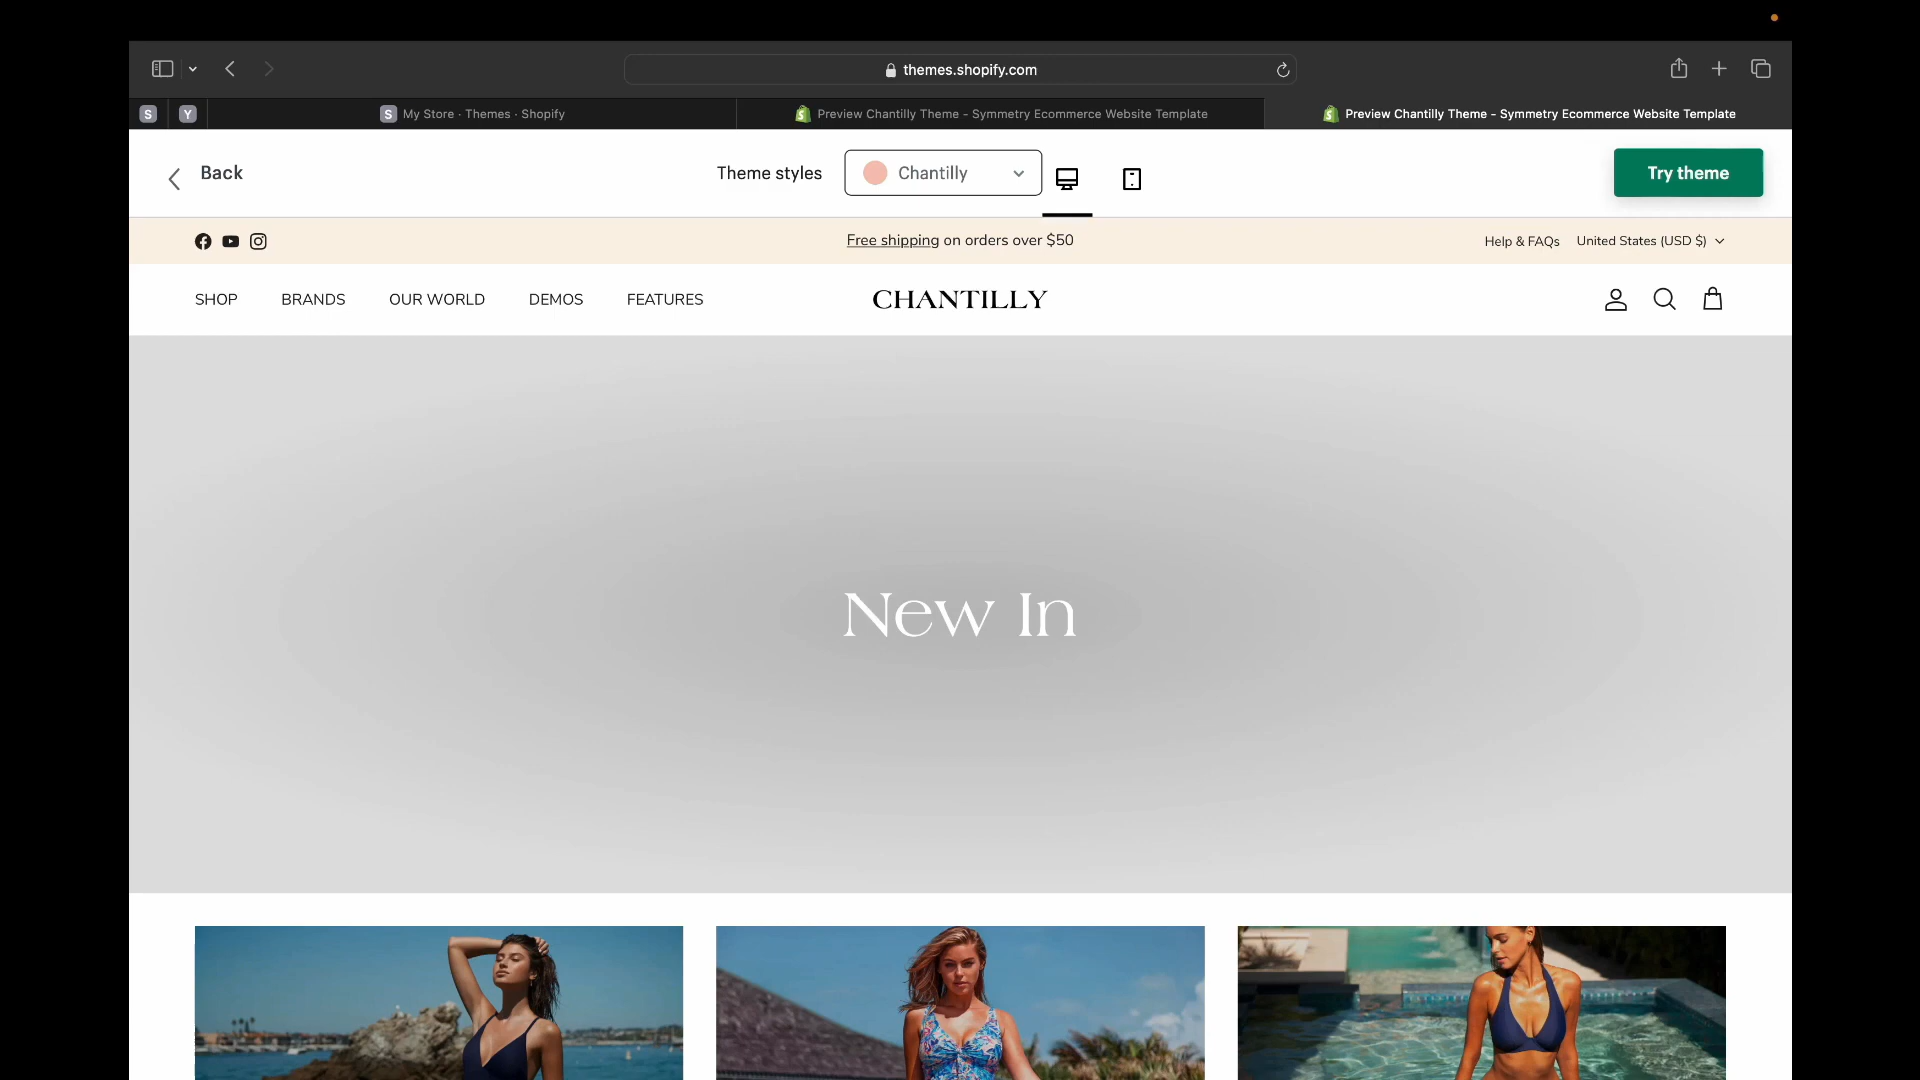 themes.shopify.com
S
Y
S My Store · Themes · Shopify
Preview Chantilly Theme - Symmetry Ecommerce Website Template
Preview Chantilly Theme - Symmetry Ecommerce Website Template
Back
Theme styles
Chantilly
Try theme
Free shipping on orders over $50
Help & FAQs
United States (USD $)
SHOP
BRANDS
OUR WORLD
DEMOS
FEATURES
CHANTILLY
New In